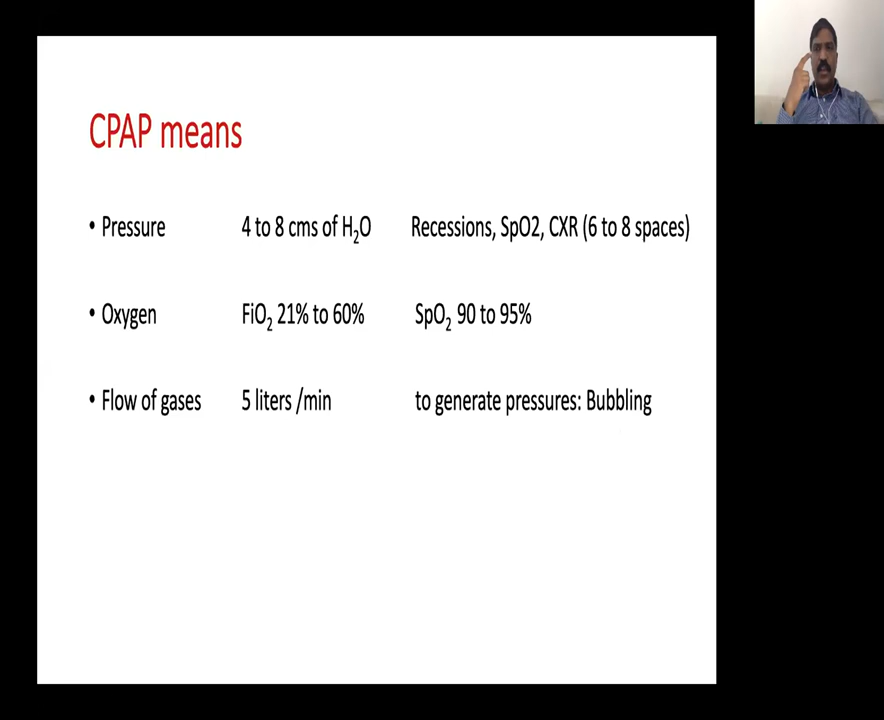 CPAP means
• Pressure 4 to 8 cms of H₂O Recessions, SpO2, CXR (6 to 8 spaces)
• Oxygen FiO₂ 21% to 60% SpO₂ 90 to 95%
• Flow of gases 5 liters /min to generate pressures: Bubbling